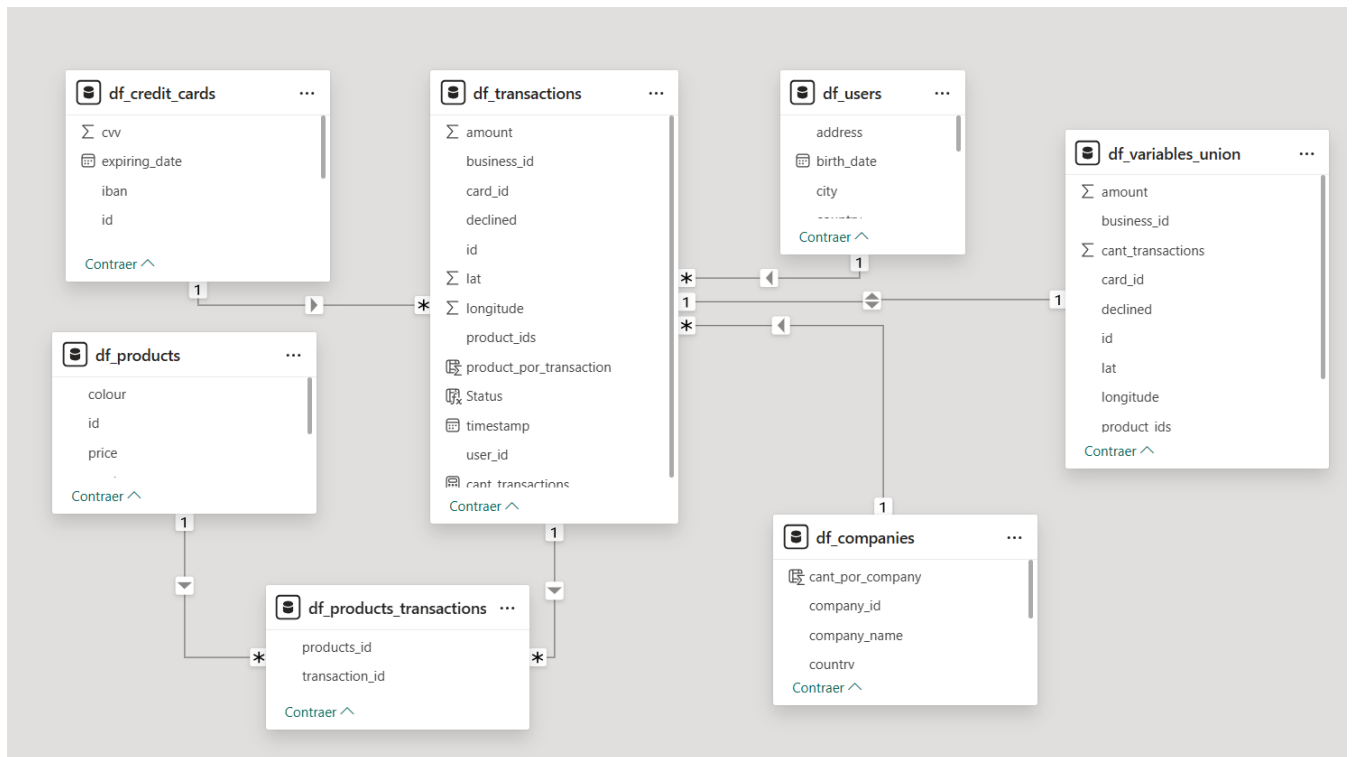 df_credit_cards
cvv
expiring_date
iban
id
Contraer
1
*
df_products
colour
id
price
Contraer
1
*
df_products_transactions
products_id
transaction_id
Contraer
*
1
df_transactions
amount
business_id
card_id
declined
id
lat
longitude
product_ids
product_por_transaction
Status
timestamp
user_id
cant_transactions
Contraer
*
1
*
df_users
address
birth_date
city
country
Contraer
1
1
df_variables_union
amount
business_id
cant_transactions
card_id
declined
id
lat
longitude
product_ids
Contraer
1
df_companies
cant_por_company
company_id
company_name
country
Contraer